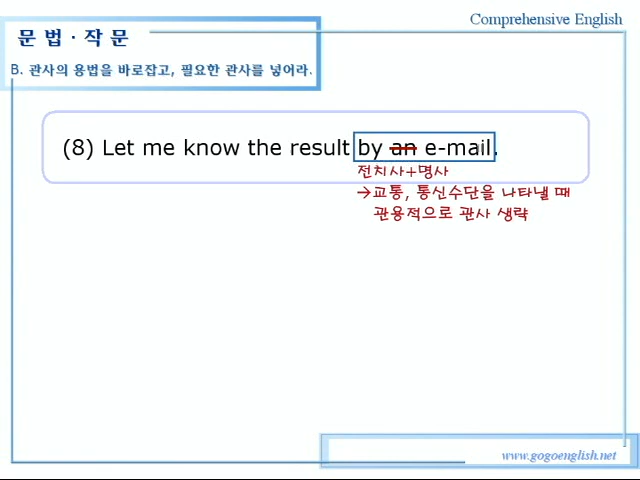 Comprehensive English
문 법 · 작 문
B. 관사의 용법을 바로잡고, 필요한 관사를 넣어라.
(8) Let me know the result by an e-mail.
전치사+명사
→교통, 통신수단을 나타낼 때
관용적으로 관사 생략
www.gogoenglish.net